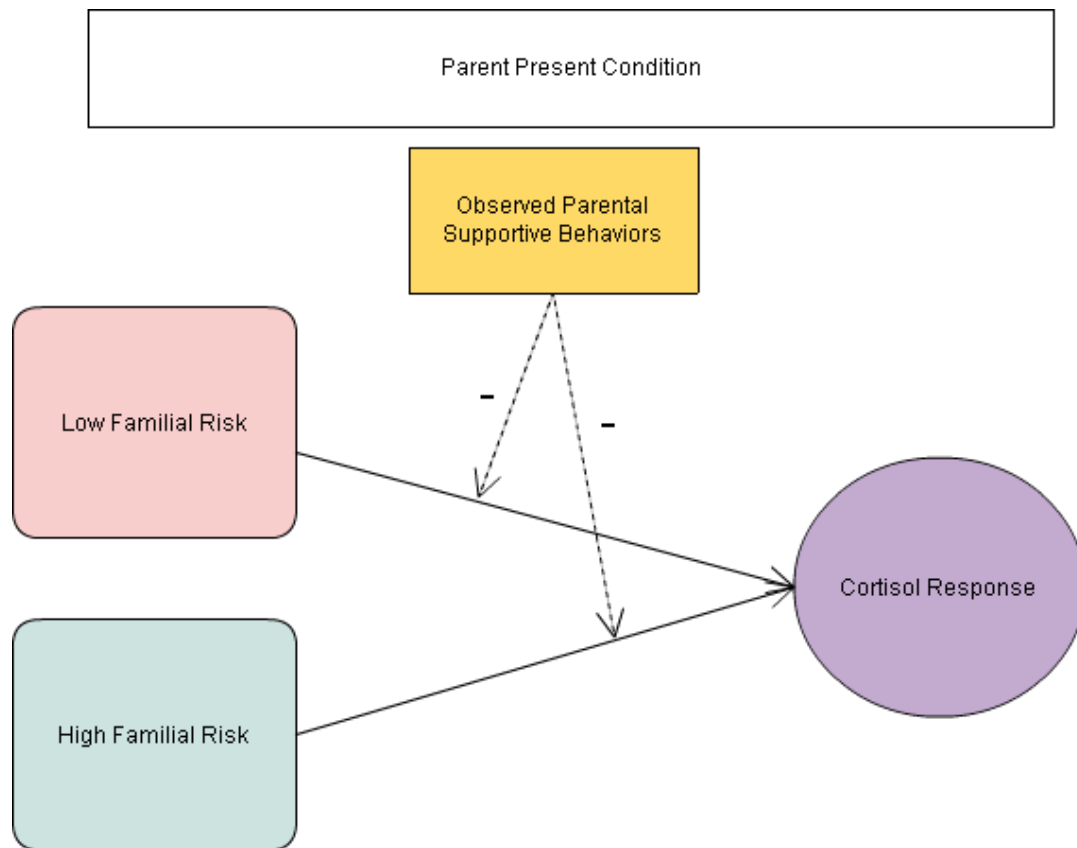 Parent Present Condition
Observed Parental
Supportive Behaviors
Low Familial Risk
-
-
Cortisol Response
High Familial Risk